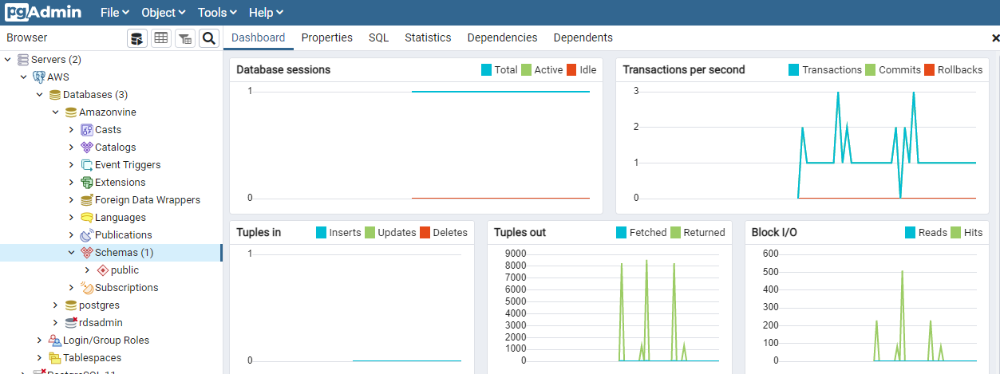 pgAdmin File Object Tools Help
Browser Dashboard Properties SQL Statistics Dependencies Dependents
Servers (2)
AWS
Databases (3)
Amazonvine
Casts
Catalogs
Event Triggers
Extensions
Foreign Data Wrappers
Languages
Publications
Schemas (1)
public
Subscriptions
postgres
rdsadmin
Login/Group Roles
Tablespaces
PostgreSQL 11
Database sessions Total Active Idle
1
0
Transactions per second Transactions Commits Rollbacks
3
2
1
0
Tuples in Inserts Updates Deletes
1
0
Tuples out Fetched Returned
9000
8000
7000
6000
5000
4000
3000
2000
1000
0
Block I/O Reads Hits
600
500
400
300
200
100
0